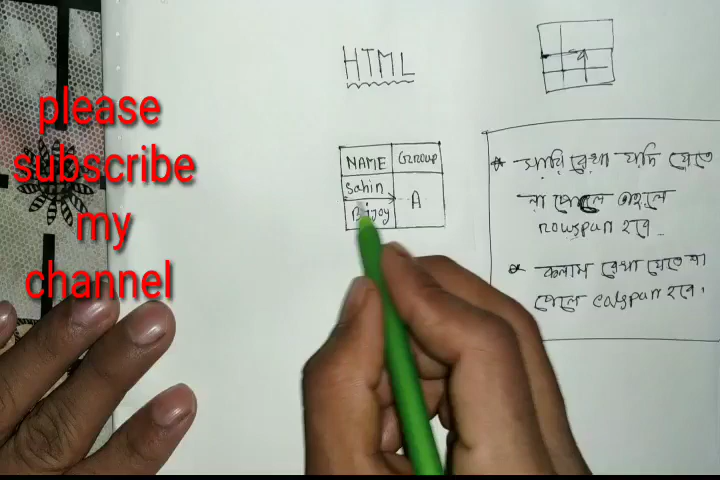 please
subscribe
my
channel
HTML
NAME Group
Sahin
A
Bijoy
* সারি রেখা যদি যেতে
না পেলে তাহলে
rowspan হবে
* কলাম রেখা যেতে না
পেলে colspan হবে।